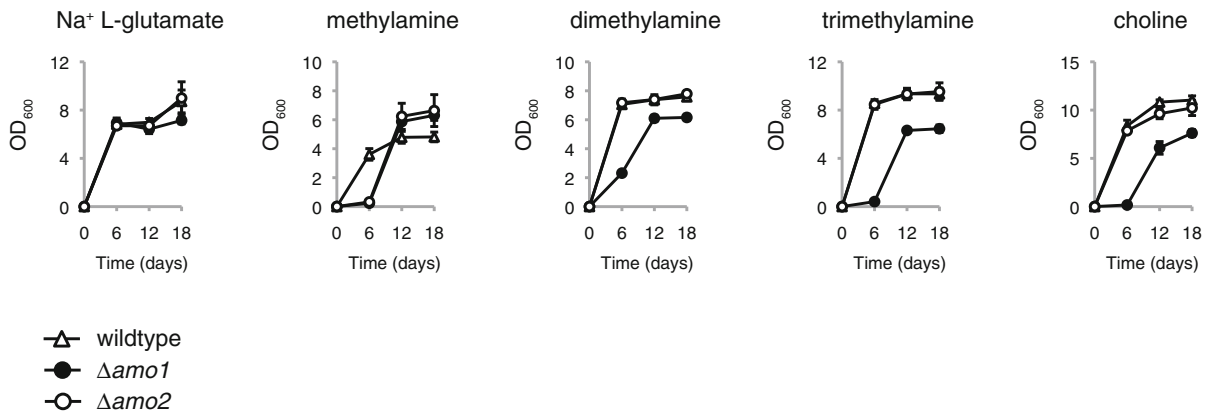 Na⁺ L-glutamate
methylamine
dimethylamine
trimethylamine
choline
OD₆₀₀
12
8
4
0
0 6 12 18
Time (days)
OD₆₀₀
10
8
6
4
2
0
0 6 12 18
Time (days)
OD₆₀₀
10
8
6
4
2
0
0 6 12 18
Time (days)
OD₆₀₀
10
8
6
4
2
0
0 6 12 18
Time (days)
OD₆₀₀
15
10
5
0
0 6 12 18
Time (days)
wildtype
Δamo1
Δamo2